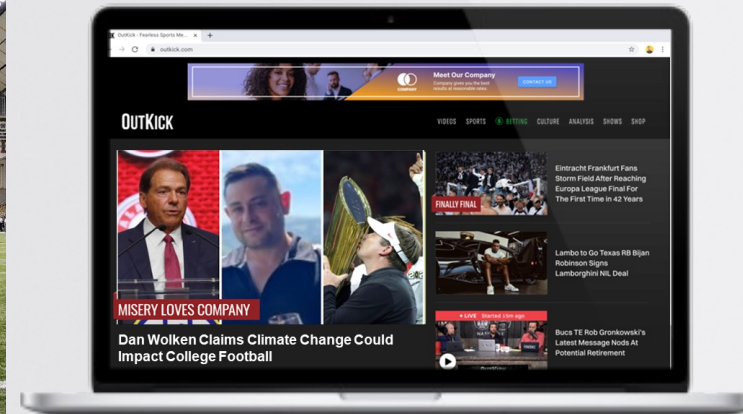 OutKick - Fearless Sports Me...
outkick.com
COMPANY
Meet Our Company
Company gives you the best
results at reasonable rates.
CONTACT US
OUTKICK
VIDEOS SPORTS BETTING CULTURE ANALYSIS SHOWS SHOP
MISERY LOVES COMPANY
Dan Wolken Claims Climate Change Could
Impact College Football
FINALLY FINAL
Eintracht Frankfurt Fans
Storm Field After Reaching
Europa League Final For
The First Time in 42 Years
Lambo to Go Texas RB Bijan
Robinson Signs
Lamborghini NIL Deal
LIVE Started 15m ago
Bucs TE Rob Gronkowski's
Latest Message Nods At
Potential Retirement